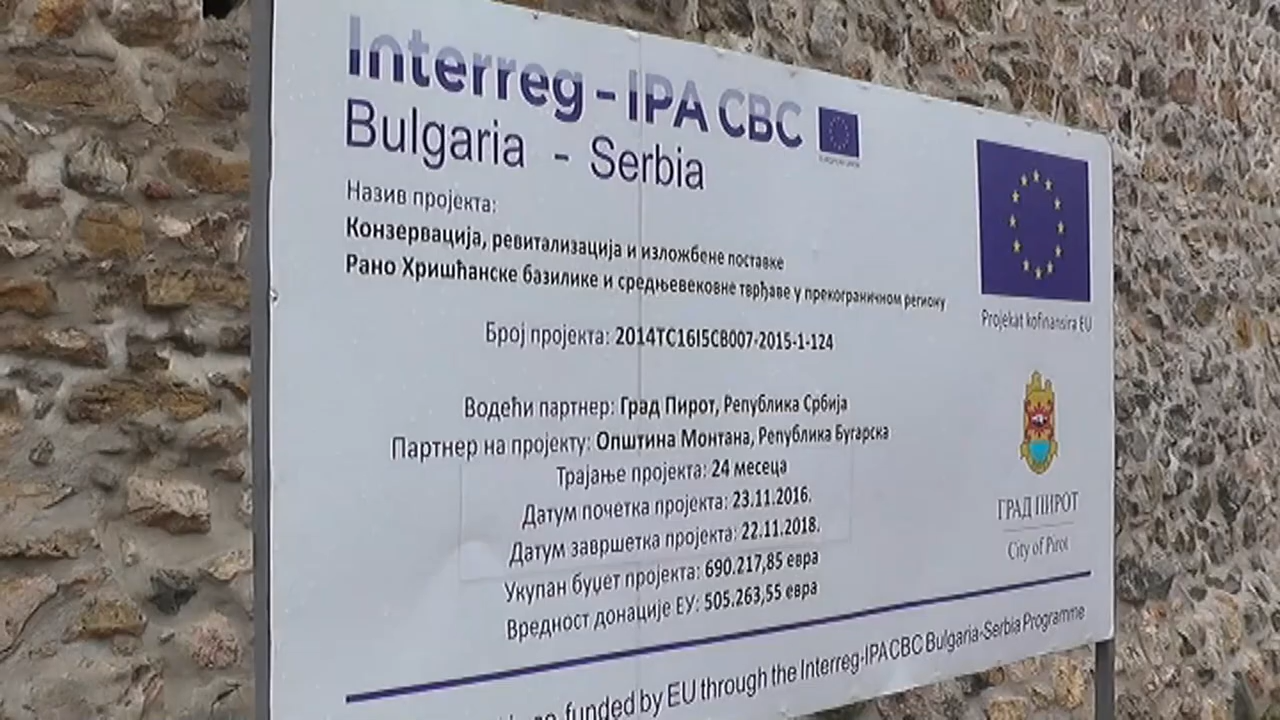 Interreg - IPA CBC
Bulgaria - Serbia
Назив пројекта:
Конзервација, ревитализација и изложбене поставке
Рано Хришћанске базилике и средњевековне тврђаве у прекограничном региону
Број пројекта: 2014TC16I5CB007-2015-1-124
Водећи партнер: Град Пирот, Република Србија
Партнер на пројекту: Општина Монтана, Република Бугарска
Трајање пројекта: 24 месеца
Датум почетка пројекта: 23.11.2016.
Датум завршетка пројекта: 22.11.2018.
Укупан буџет пројекта: 690.217,85 евра
Вредност донације ЕУ: 505.263,55 евра
Projekat kofinansira EU
ГРАД ПИРОТ
City of Pirot
funded by EU through the Interreg-IPA CBC Bulgaria-Serbia Programme